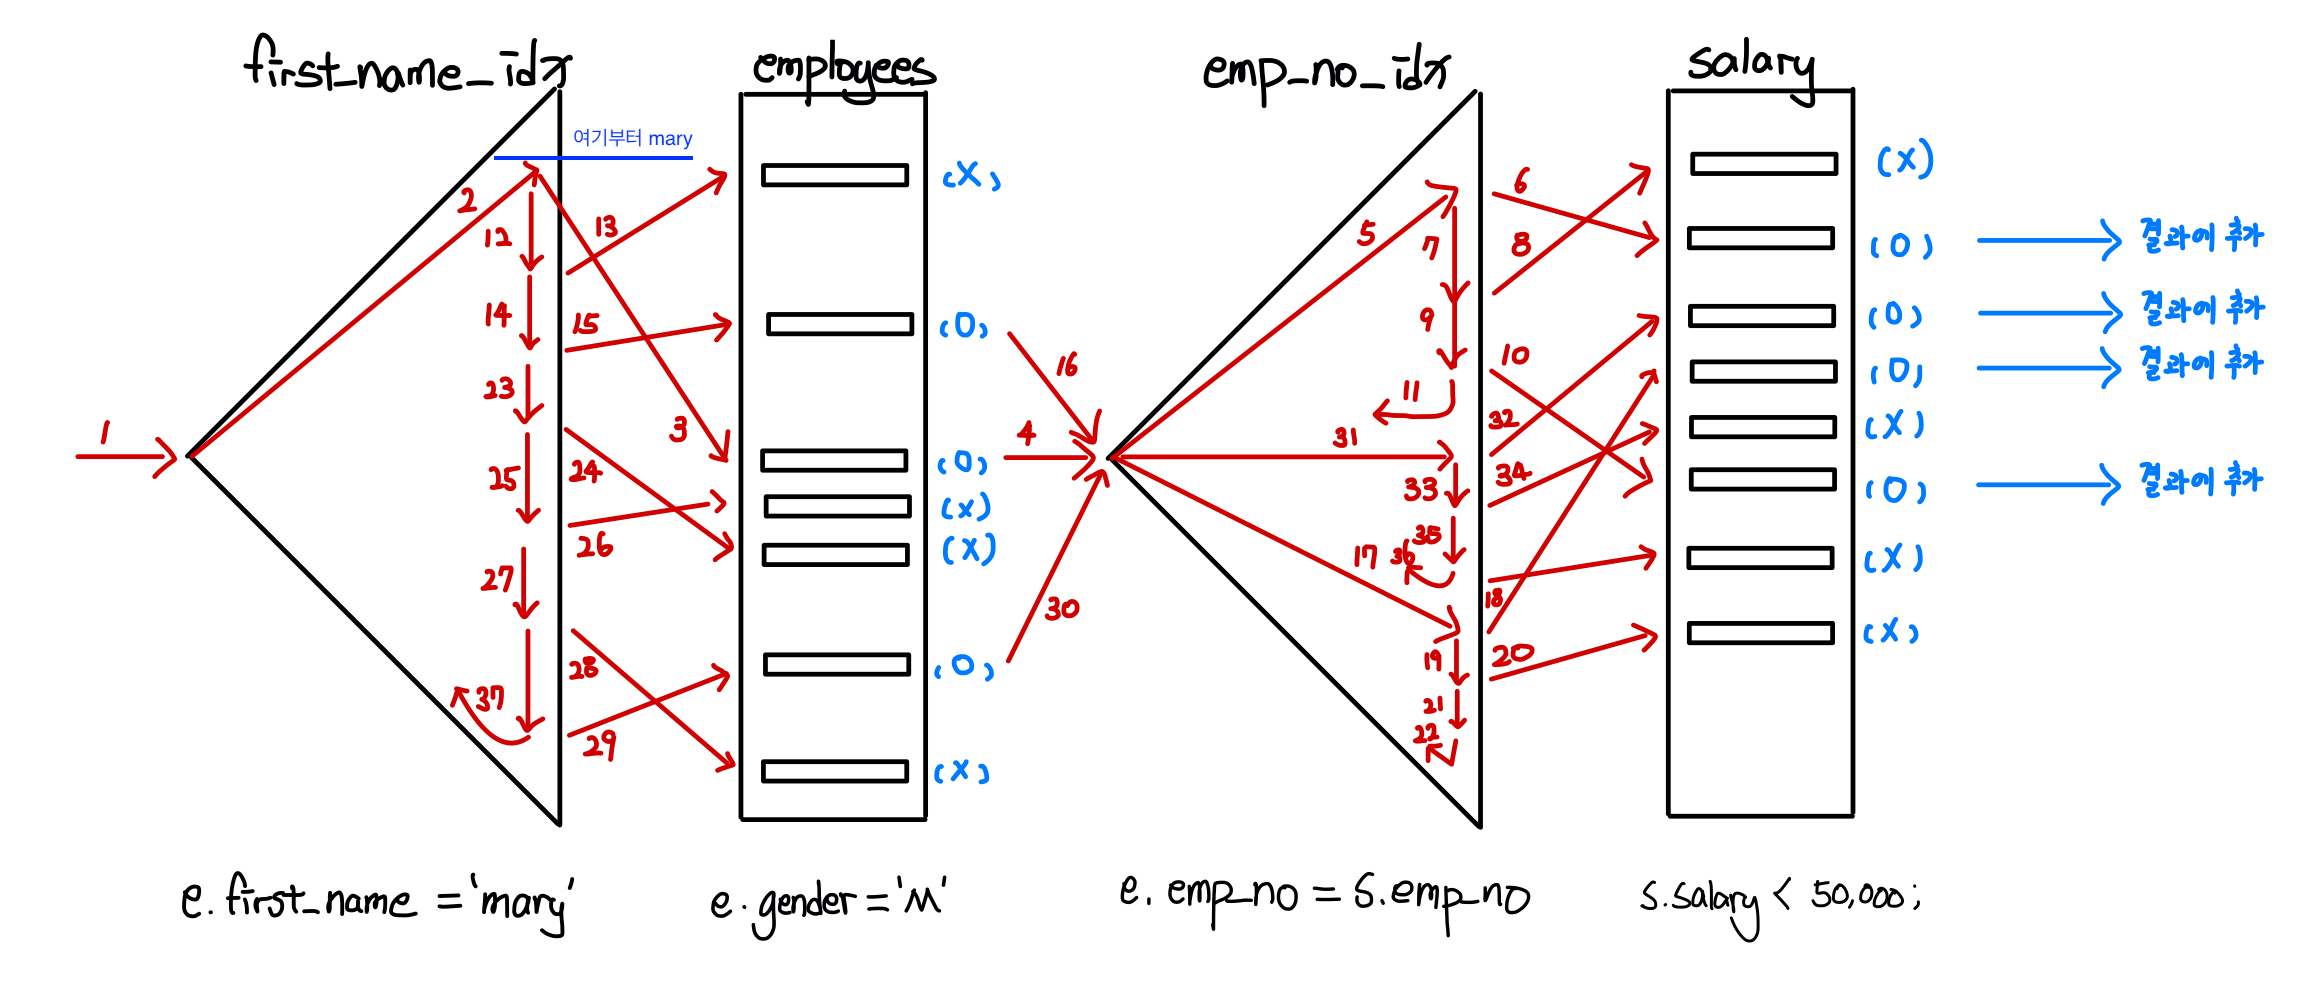 first_name_idx
employees
emp_no_idx
salary
여기부터 mary
1
2
12
13
14
15
23
3
24
25
26
27
28
37
29
(X)
(O)
(O)
(X)
(X)
(O)
(X)
16
4
30
5
7
9
11
31
33
35
36
17
19
21
22
6
8
10
32
34
18
20
(X)
(O) 결과에 추가
(O) 결과에 추가
(O) 결과에 추가
(X)
(O) 결과에 추가
(X)
(X)
e.first_name = 'mary'
e.gender = 'M'
e.emp_no = s.emp_no
s.salary < 50,000;